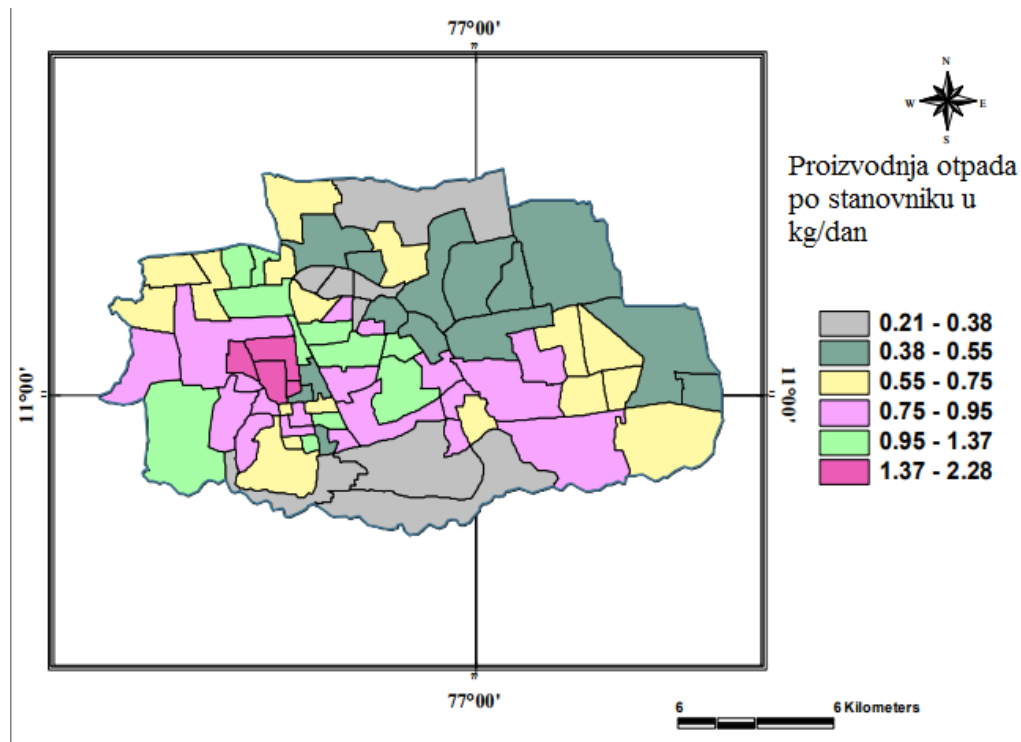 77°00'
N
W E
S
Proizvodnja otpada
po stanovniku u
kg/dan
0.21 - 0.38
0.38 - 0.55
0.55 - 0.75
0.75 - 0.95
0.95 - 1.37
1.37 - 2.28
11°00'
11°00'
77°00'
6 6 Kilometers